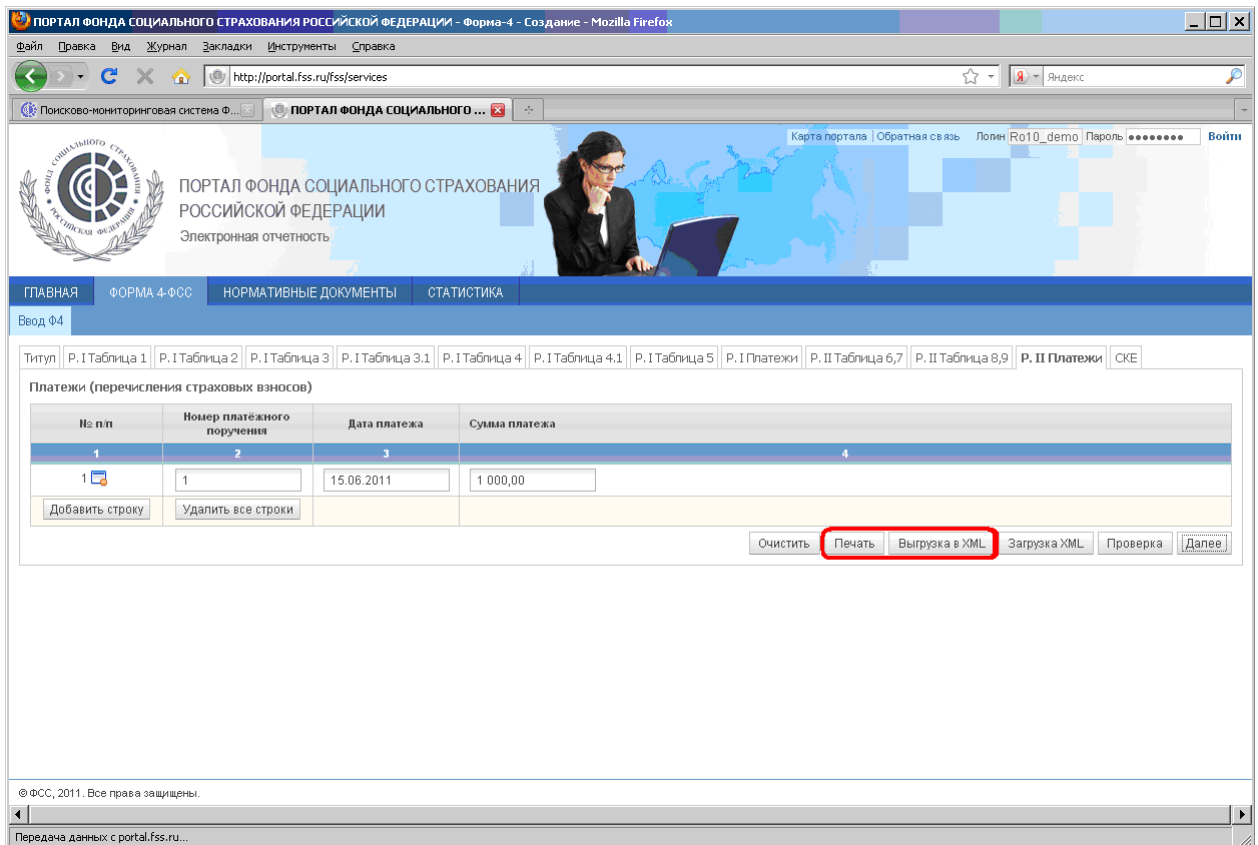 ПОРТАЛ ФОНДА СОЦИАЛЬНОГО СТРАХОВАНИЯ РОССИЙСКОЙ ФЕДЕРАЦИИ - Форма-4 - Создание - Mozilla Firefox
Файл Правка Вид Журнал Закладки Инструменты Справка
http://portal.fss.ru/fss/services
Яндекс
Поисково-мониторинговая система Ф... ПОРТАЛ ФОНДА СОЦИАЛЬНОГО ...
Карта портала | Обратная связь Логин Ro10_demo Пароль •••••••• Войти
ФОНД СОЦИАЛЬНОГО СТРАХОВАНИЯ
РОССИЙСКАЯ ФЕДЕРАЦИЯ
ПОРТАЛ ФОНДА СОЦИАЛЬНОГО СТРАХОВАНИЯ
РОССИЙСКОЙ ФЕДЕРАЦИИ
Электронная отчетность
ГЛАВНАЯ ФОРМА 4-ФСС НОРМАТИВНЫЕ ДОКУМЕНТЫ СТАТИСТИКА
Ввод Ф4
Титул Р. I Таблица 1 Р. I Таблица 2 Р. I Таблица 3 Р. I Таблица 3.1 Р. I Таблица 4 Р. I Таблица 4.1 Р. I Таблица 5 Р. I Платежи Р. II Таблица 6,7 Р. II Таблица 8,9 Р. II Платежи СКЕ
Платежи (перечисления страховых взносов)
№ п/п Номер платёжного поручения Дата платежа Сумма платежа
1 2 3 4
1 1 15.06.2011 1 000,00
Добавить строку Удалить все строки
Очистить Печать Выгрузка в XML Загрузка XML Проверка Далее
© ФСС, 2011. Все права защищены.
Передача данных с portal.fss.ru...